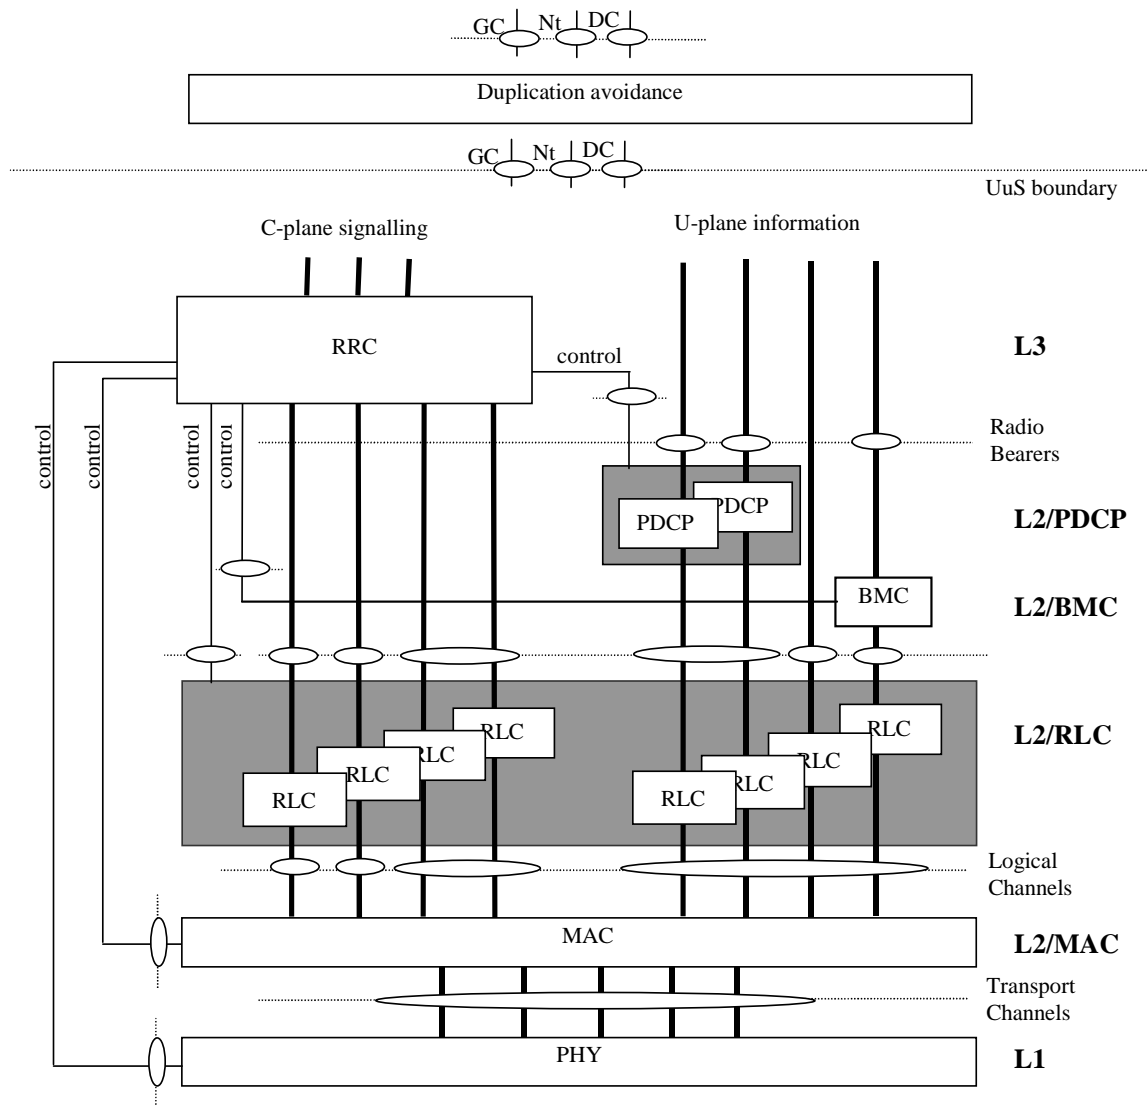 GC Nt DC
Duplication avoidance
GC Nt DC
UuS boundary
C-plane signalling
U-plane information
RRC
control
L3
control
control
control
control
Radio
Bearers
PDCP
PDCP
L2/PDCP
BMC
L2/BMC
RLC
RLC
RLC
RLC
RLC
RLC
RLC
RLC
L2/RLC
Logical
Channels
MAC
L2/MAC
Transport
Channels
PHY
L1